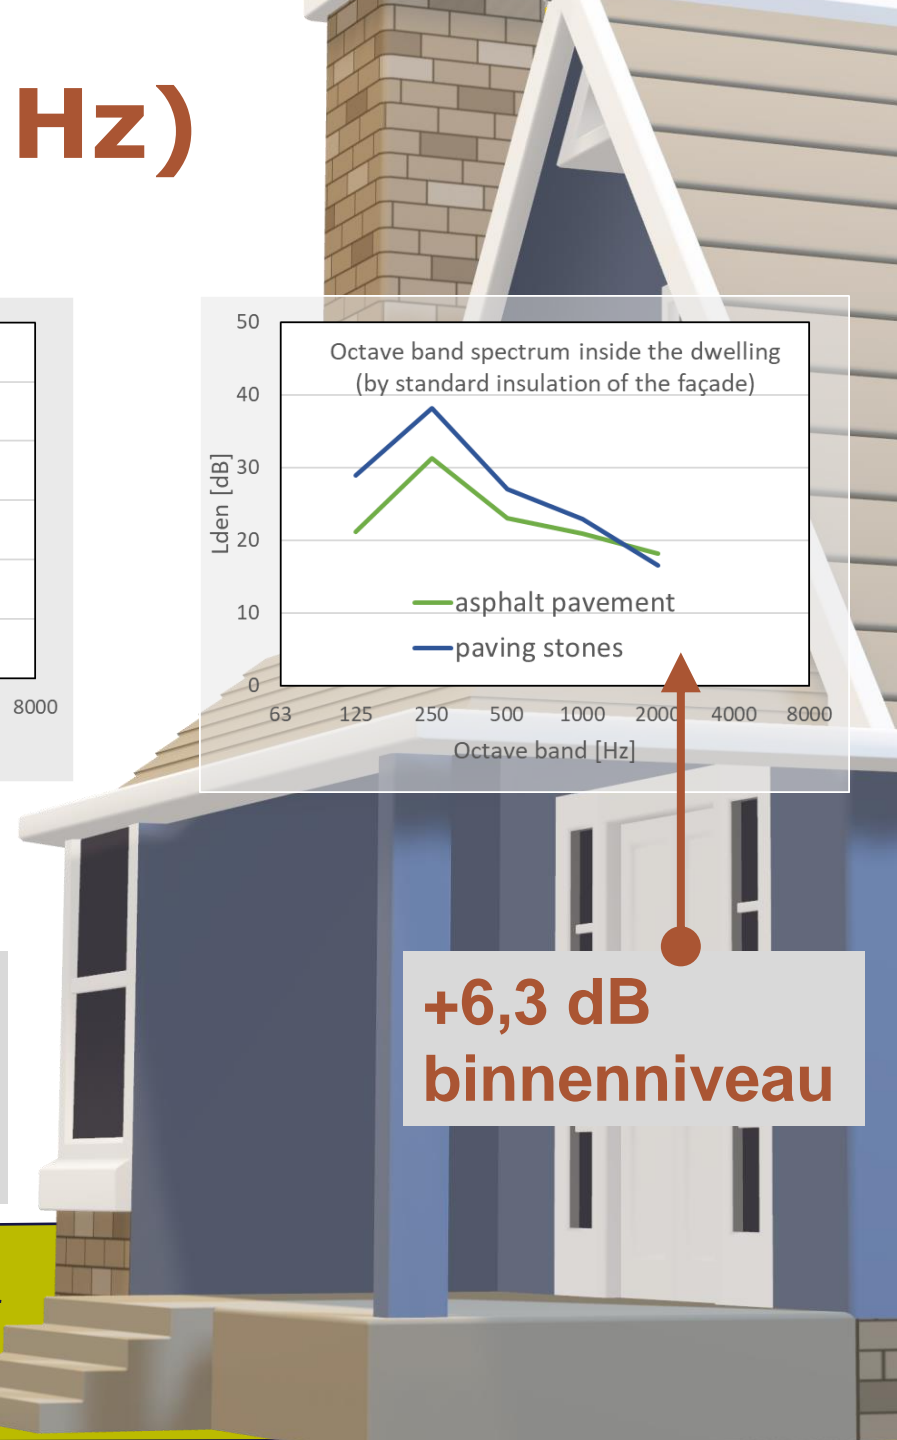 Hz)
8000
50
40
30
20
10
0
Lden [dB]
Octave band spectrum inside the dwelling
(by standard insulation of the façade)
asphalt pavement
paving stones
63 125 250 500 1000 2000 4000 8000
Octave band [Hz]
+6,3 dB
binnenniveau